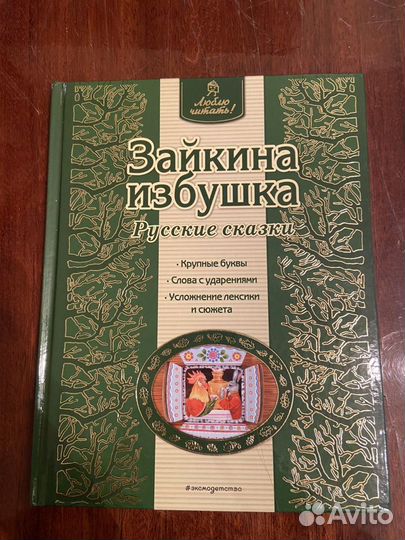 Люблю
читать!
Зайкина
избушка
Русские сказки
· Крупные буквы
· Слова с ударениями
· Усложнение лексики
и сюжета
#эксмодетство
Avito